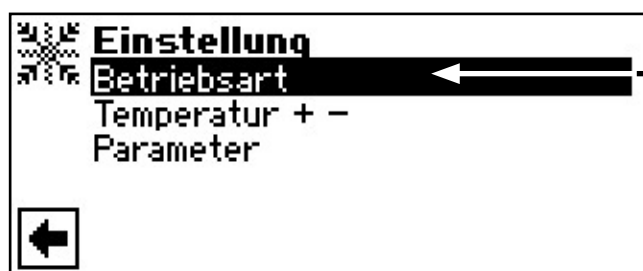 Einstellung
Betriebsart
Temperatur + −
Parameter